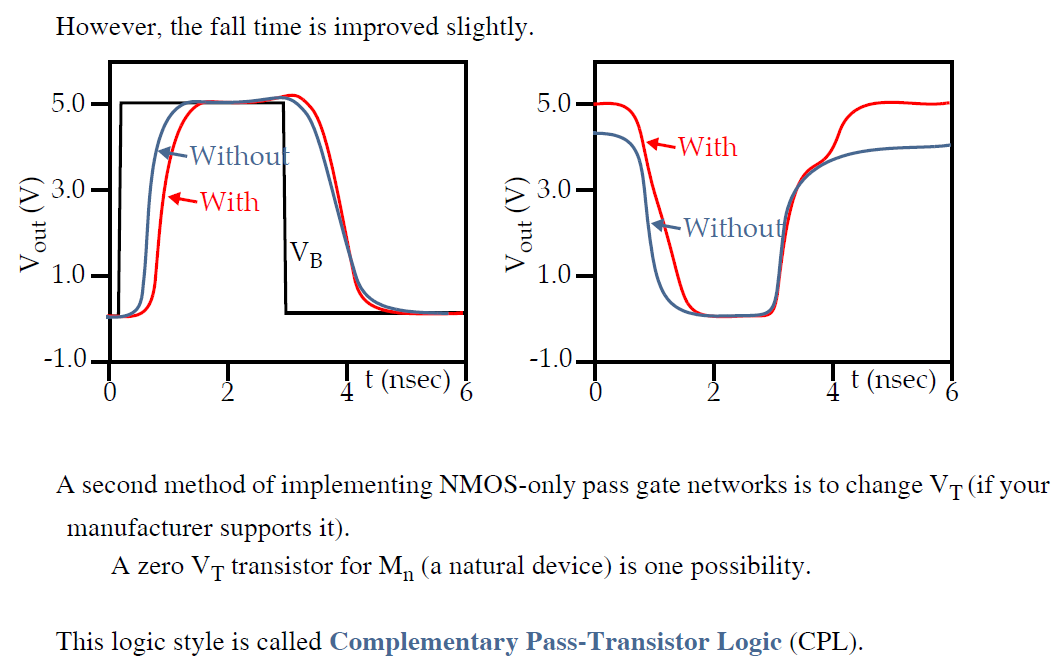 However, the fall time is improved slightly.
5.0
3.0
1.0
-1.0
Vout (V)
Without
With
VB
0
2
4
t (nsec)
6
5.0
3.0
1.0
-1.0
Vout (V)
With
Without
0
2
4
t (nsec)
6
A second method of implementing NMOS-only pass gate networks is to change VT (if your
manufacturer supports it).
A zero VT transistor for Mn (a natural device) is one possibility.
This logic style is called Complementary Pass-Transistor Logic (CPL).